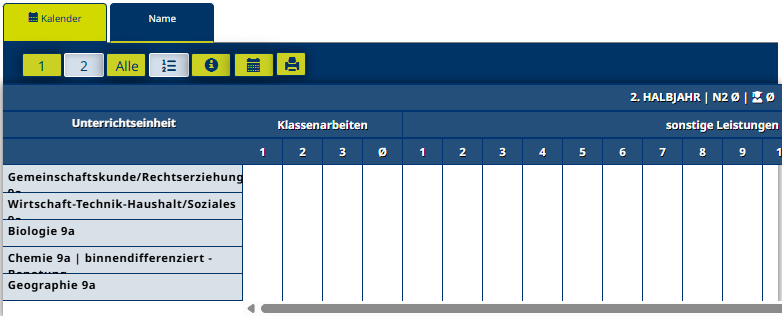 Kalender
Name
1 2 Alle
2. HALBJAHR | N2 Ø | Ø
Unterrichtseinheit
Klassenarbeiten
sonstige Leistungen
1 2 3 Ø 1 2 3 4 5 6 7 8 9 1
Gemeinschaftskunde/Rechtserziehung
9a
Wirtschaft-Technik-Haushalt/Soziales
9a
Biologie 9a
Chemie 9a | binnendifferenziert -
Benotung
Geographie 9a